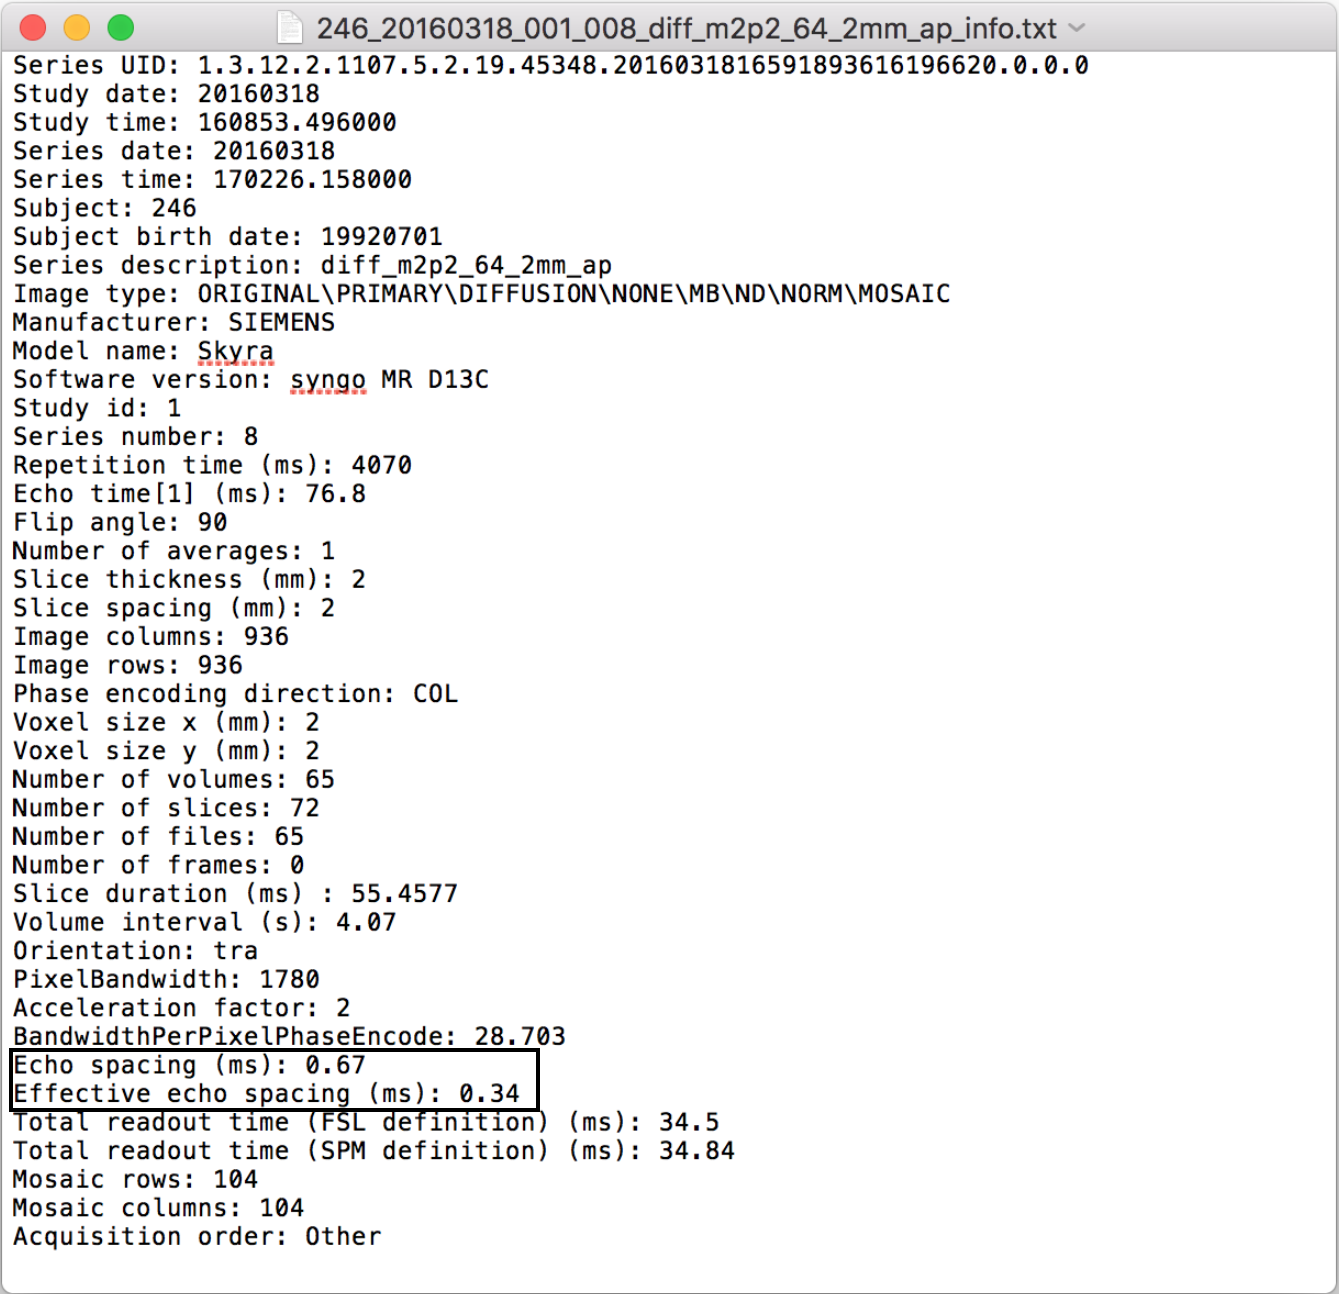 246_20160318_001_008_diff_m2p2_64_2mm_ap_info.txt
Series UID: 1.3.12.2.1107.5.2.19.45348.2016031816591893616196620.0.0.0
Study date: 20160318
Study time: 160853.496000
Series date: 20160318
Series time: 170226.158000
Subject: 246
Subject birth date: 19920701
Series description: diff_m2p2_64_2mm_ap
Image type: ORIGINAL\PRIMARY\DIFFUSION\NONE\MB\ND\NORM\MOSAIC
Manufacturer: SIEMENS
Model name: Skyra
Software version: syngo MR D13C
Study id: 1
Series number: 8
Repetition time (ms): 4070
Echo time[1] (ms): 76.8
Flip angle: 90
Number of averages: 1
Slice thickness (mm): 2
Slice spacing (mm): 2
Image columns: 936
Image rows: 936
Phase encoding direction: COL
Voxel size x (mm): 2
Voxel size y (mm): 2
Number of volumes: 65
Number of slices: 72
Number of files: 65
Number of frames: 0
Slice duration (ms) : 55.4577
Volume interval (s): 4.07
Orientation: tra
PixelBandwidth: 1780
Acceleration factor: 2
BandwidthPerPixelPhaseEncode: 28.703
Echo spacing (ms): 0.67
Effective echo spacing (ms): 0.34
Total readout time (FSL definition) (ms): 34.5
Total readout time (SPM definition) (ms): 34.84
Mosaic rows: 104
Mosaic columns: 104
Acquisition order: Other